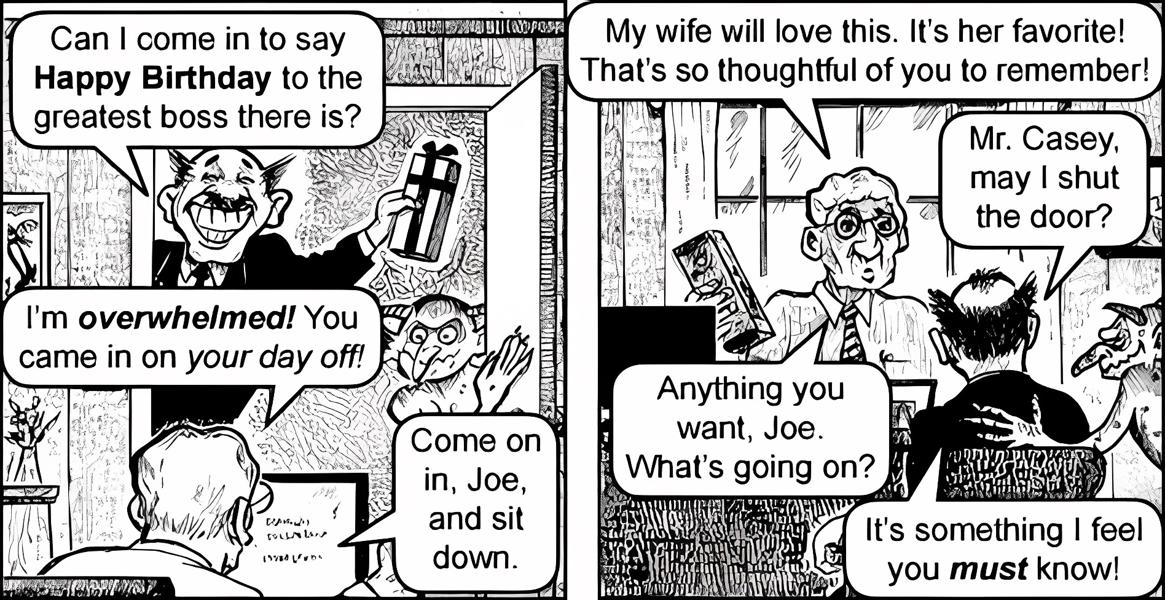 Can I come in to say
Happy Birthday to the
greatest boss there is?
I'm overwhelmed! You
came in on your day off!
Come on
in, Joe,
and sit
down.
My wife will love this. It's her favorite!
That's so thoughtful of you to remember!
Mr. Casey,
may I shut
the door?
Anything you
want, Joe.
What's going on?
It's something I feel
you must know!